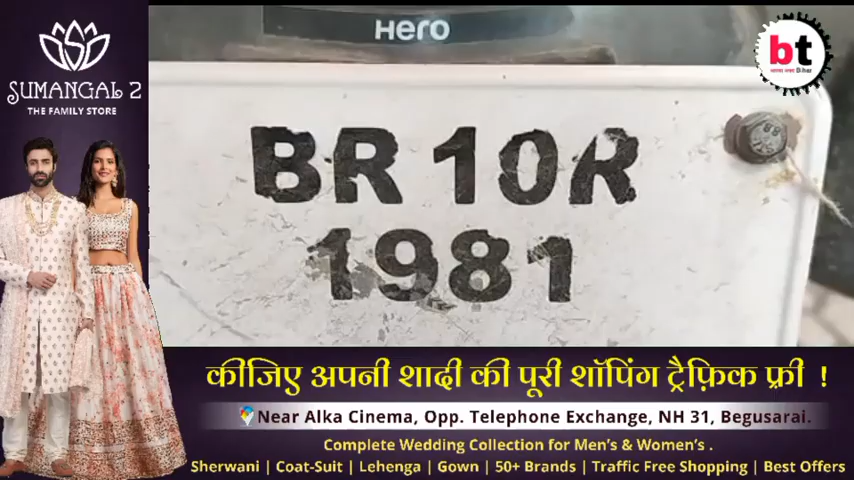 SUMANGAL 2
THE FAMILY STORE
Hero
bt
BR 10R
1981
कीजिए अपनी शादी की पूरी शॉपिंग ट्रैफ़िक फ़्री !
Near Alka Cinema, Opp. Telephone Exchange, NH 31, Begusarai.
Complete Wedding Collection for Men's & Women's .
Sherwani | Coat-Suit | Lehenga | Gown | 50+ Brands | Traffic Free Shopping | Best Offers